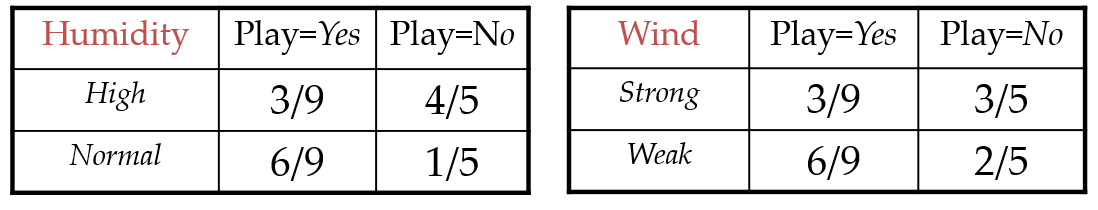 Humidity Play=Yes Play=No
High 3/9 4/5
Normal 6/9 1/5
Wind Play=Yes Play=No
Strong 3/9 3/5
Weak 6/9 2/5